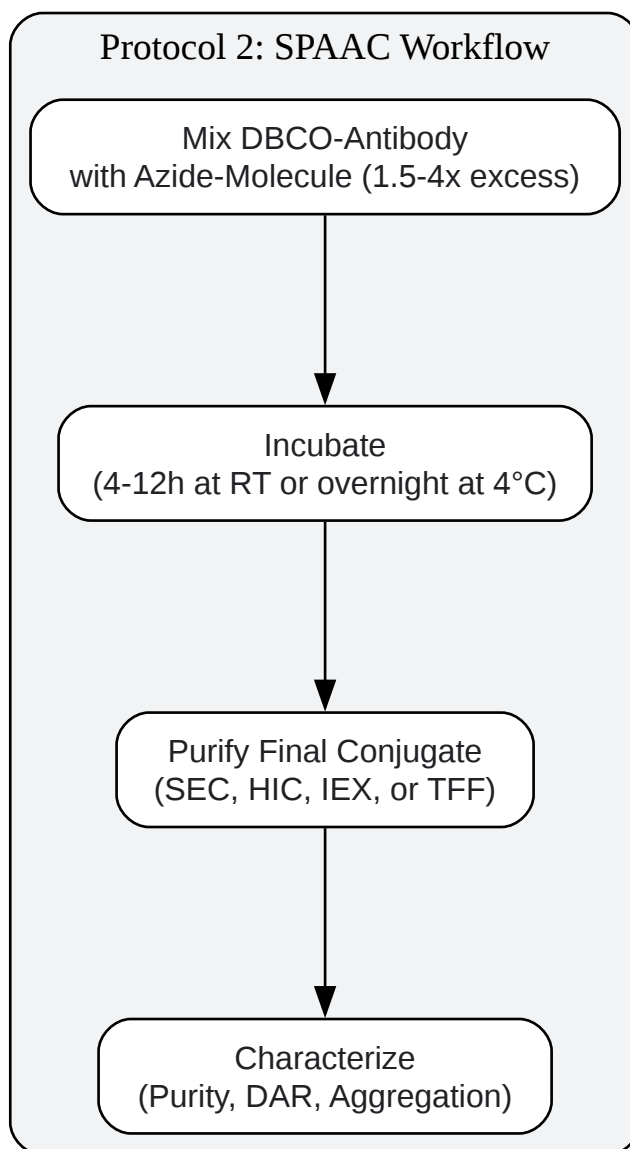 Protocol 2: SPAAC Workflow
Mix DBCO-Antibody
with Azide-Molecule (1.5-4x excess)
Incubate
(4-12h at RT or overnight at 4°C)
Purify Final Conjugate
(SEC, HIC, IEX, or TFF)
Characterize
(Purity, DAR, Aggregation)